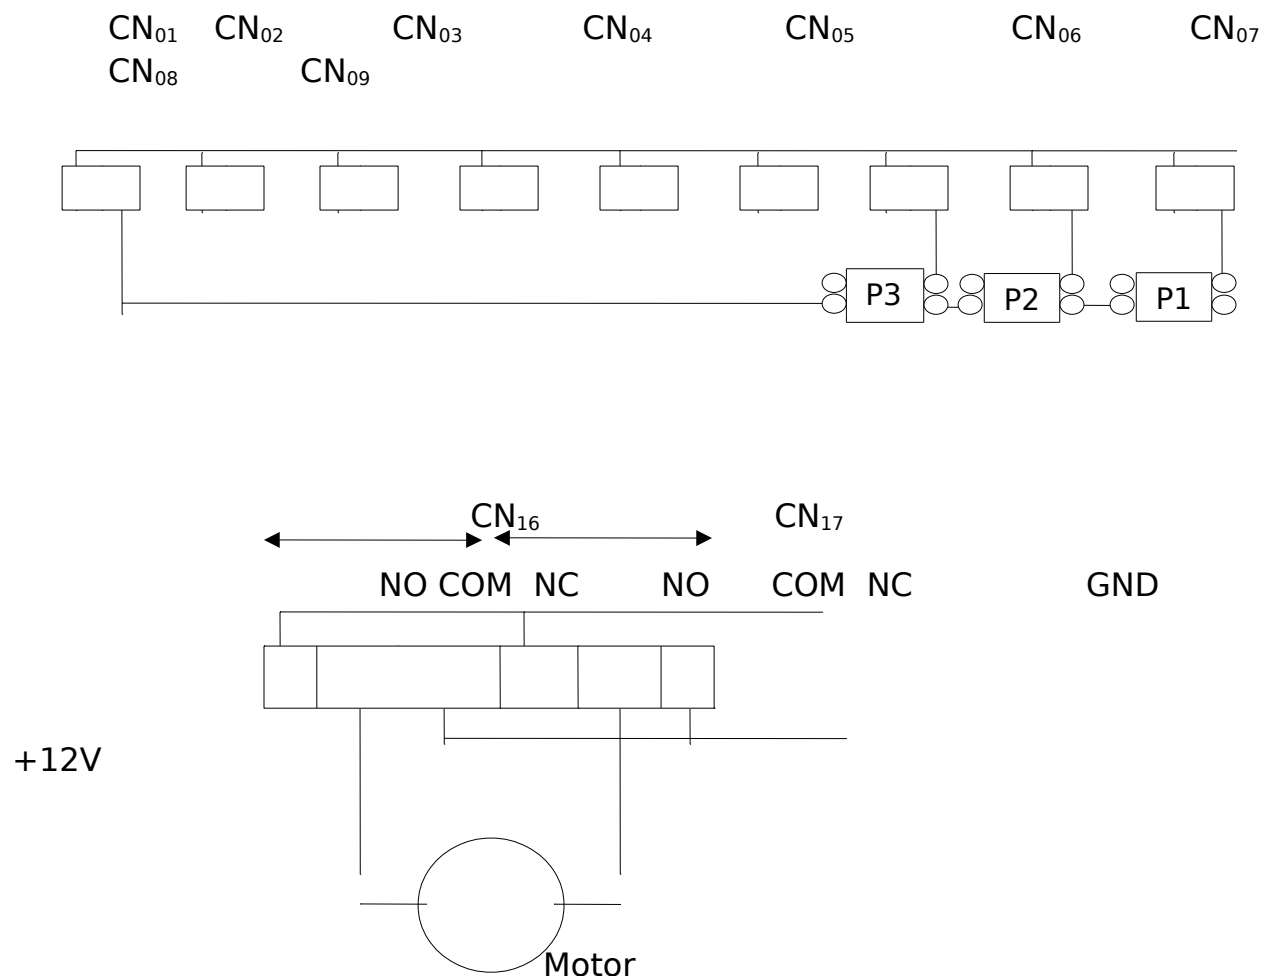 CN01 CN02 CN03 CN04 CN05 CN06 CN07
CN08 CN09
P3 P2 P1
CN16 CN17
NO COM NC NO COM NC GND
+12V
Motor